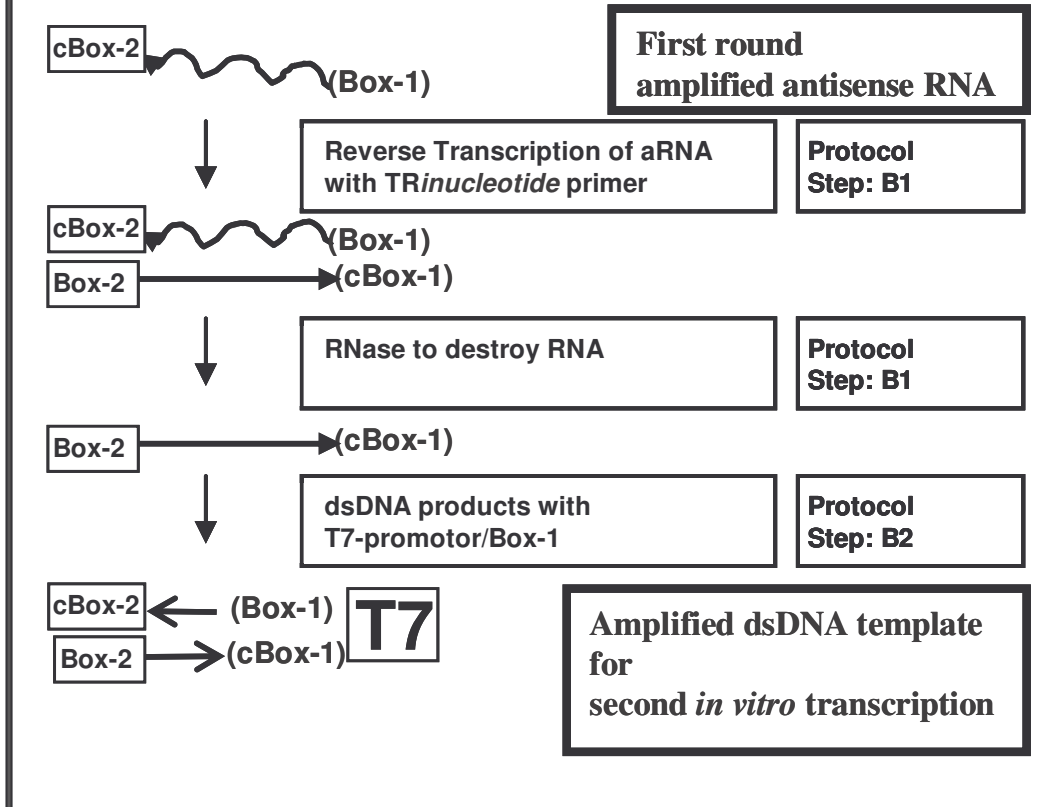 cBox-2
(Box-1)
First round
amplified antisense RNA
Reverse Transcription of aRNA
with TRinucleotide primer
Protocol
Step: B1
cBox-2
(Box-1)
Box-2
(cBox-1)
RNase to destroy RNA
Protocol
Step: B1
Box-2
(cBox-1)
dsDNA products with
T7-promotor/Box-1
Protocol
Step: B2
cBox-2
(Box-1)
T7
Box-2
(cBox-1)
Amplified dsDNA template
for
second in vitro transcription